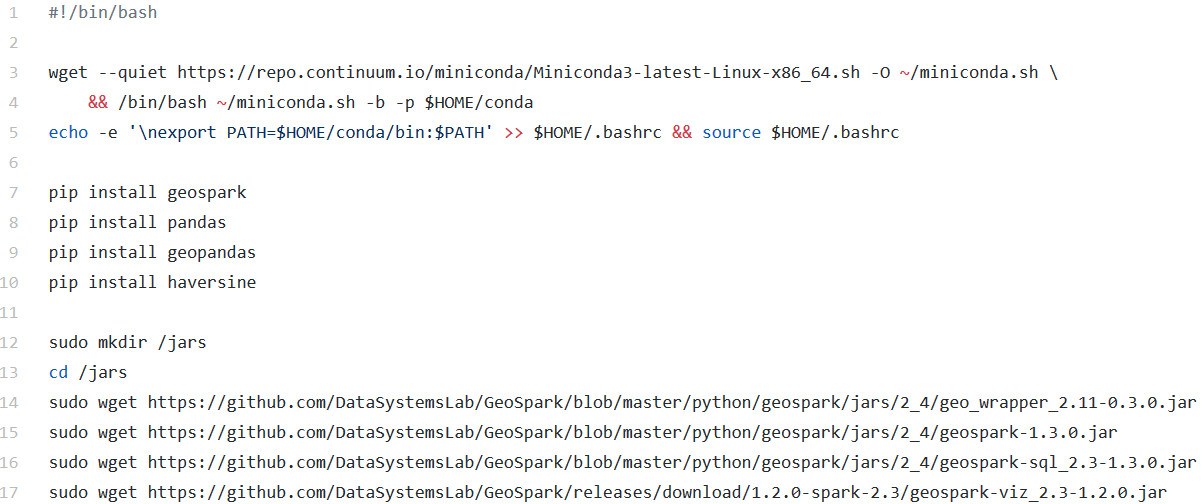 1 #!/bin/bash
2
3 wget --quiet https://repo.continuum.io/miniconda/Miniconda3-latest-Linux-x86_64.sh -O ~/miniconda.sh \
4     && /bin/bash ~/miniconda.sh -b -p $HOME/conda
5 echo -e '\nexport PATH=$HOME/conda/bin:$PATH' >> $HOME/.bashrc && source $HOME/.bashrc
6
7 pip install geospark
8 pip install pandas
9 pip install geopandas
10 pip install haversine
11
12 sudo mkdir /jars
13 cd /jars
14 sudo wget https://github.com/DataSystemsLab/GeoSpark/blob/master/python/geospark/jars/2_4/geo_wrapper_2.11-0.3.0.jar
15 sudo wget https://github.com/DataSystemsLab/GeoSpark/blob/master/python/geospark/jars/2_4/geospark-1.3.0.jar
16 sudo wget https://github.com/DataSystemsLab/GeoSpark/blob/master/python/geospark/jars/2_4/geospark-sql_2.3-1.3.0.jar
17 sudo wget https://github.com/DataSystemsLab/GeoSpark/releases/download/1.2.0-spark-2.3/geospark-viz_2.3-1.2.0.jar